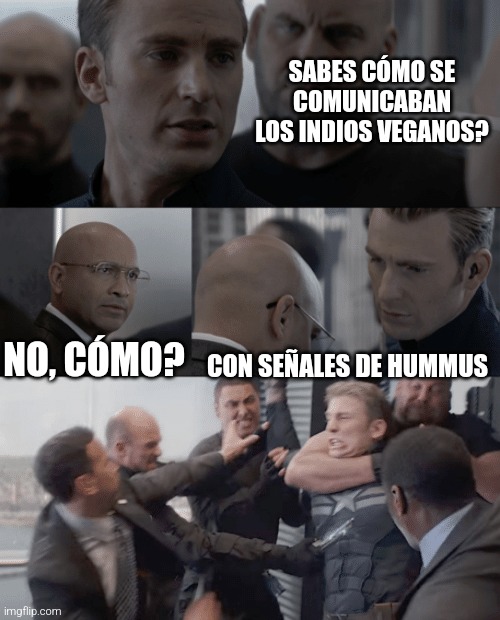 SABES CÓMO SE
COMUNICABAN
LOS INDIOS VEGANOS?
NO, CÓMO?
CON SEÑALES DE HUMMUS
imgflip.com